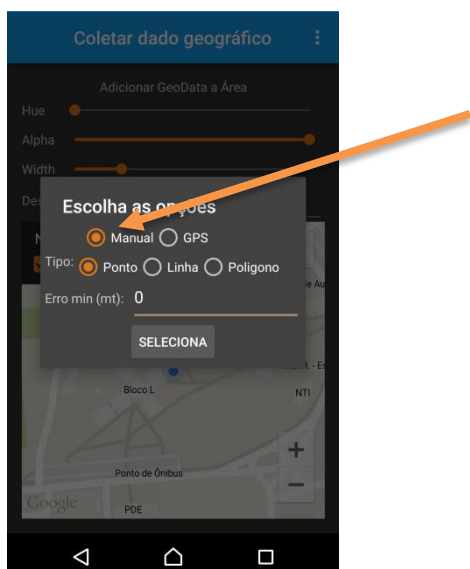 Coletar dado geográfico
Adicionar GeoData a Área
Hue
Alpha
Width
Des
Escolha as opções
Manual GPS
Tipo: Ponto Linha Poligono
Erro min (mt): 0
SELECIONA
Bloco L
NTI
Ponto de Ônibus
+
−
Google
PDE